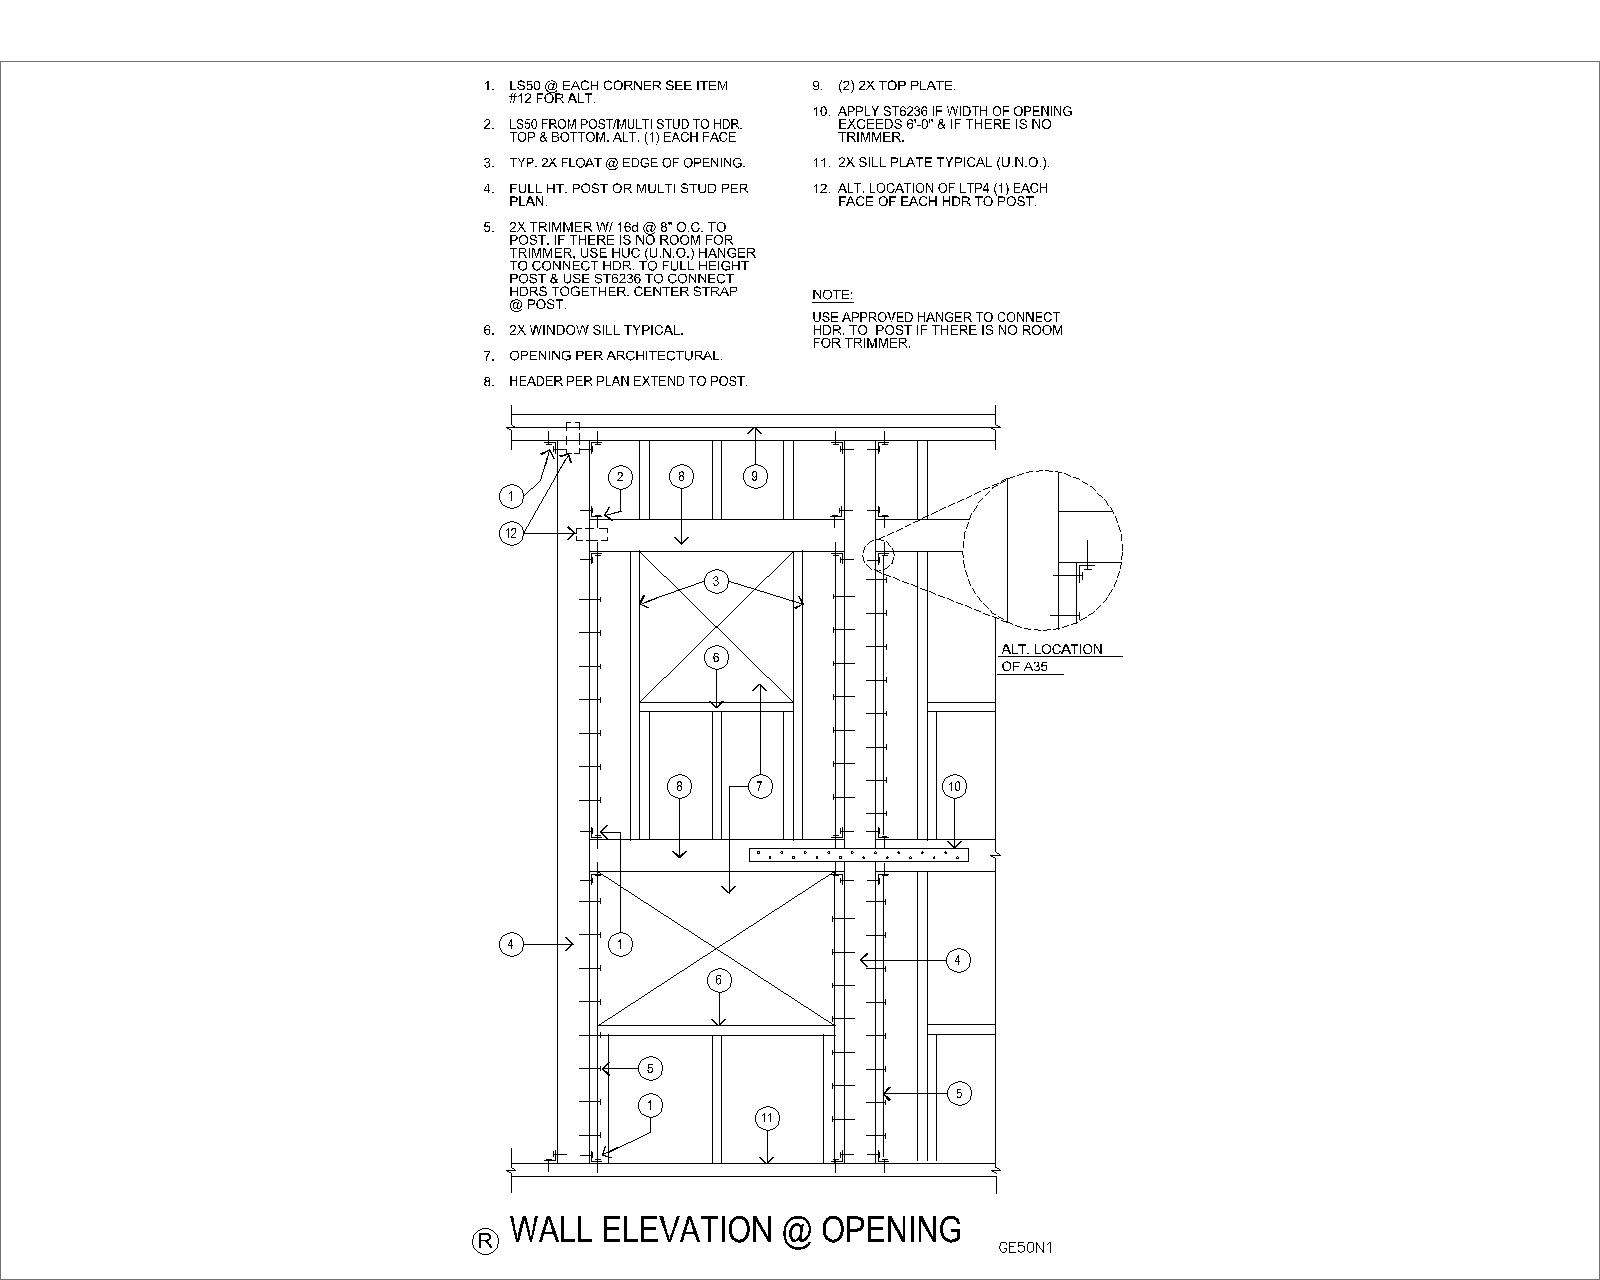 1. LS50 @ EACH CORNER SEE ITEM
#12 FOR ALT.
2. LS50 FROM POST/MULTI STUD TO HDR.
TOP & BOTTOM. ALT. (1) EACH FACE
3. TYP. 2X FLOAT @ EDGE OF OPENING.
4. FULL HT. POST OR MULTI STUD PER
PLAN.
5. 2X TRIMMER W/ 16d @ 8" O.C. TO
POST. IF THERE IS NO ROOM FOR
TRIMMER, USE HUC (U.N.O.) HANGER
TO CONNECT HDR. TO FULL HEIGHT
POST & USE ST6236 TO CONNECT
HDRS TOGETHER. CENTER STRAP
@ POST.
6. 2X WINDOW SILL TYPICAL.
7. OPENING PER ARCHITECTURAL.
8. HEADER PER PLAN EXTEND TO POST.
9. (2) 2X TOP PLATE.
10. APPLY ST6236 IF WIDTH OF OPENING
EXCEEDS 6'-0" & IF THERE IS NO
TRIMMER.
11. 2X SILL PLATE TYPICAL (U.N.O.).
12. ALT. LOCATION OF LTP4 (1) EACH
FACE OF EACH HDR TO POST.
NOTE:
USE APPROVED HANGER TO CONNECT
HDR. TO POST IF THERE IS NO ROOM
FOR TRIMMER.
2
8
9
1
12
3
6
8
7
10
4
1
4
6
5
1
11
5
ALT. LOCATION
OF A35
R WALL ELEVATION @ OPENING
GE50N1